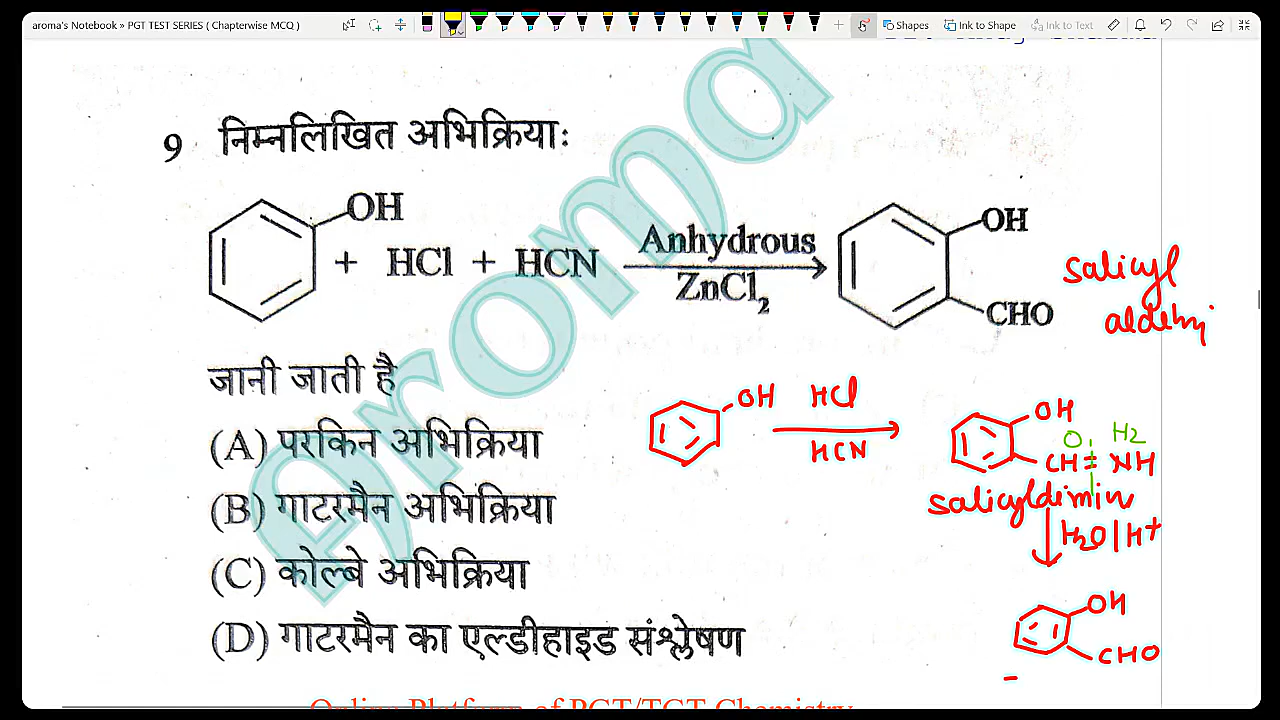 aroma's Notebook » PGT TEST SERIES ( Chapterwise MCQ )
Shapes
Ink to Shape
Ink to Text
9 निम्नलिखित अभिक्रियाः
OH + HCl + HCN Anhydrous ZnCl2 OH CHO
salicyl
aldehy
जानी जाती है
OH HCl HCN OH CH = NH O H2
(A) परकिन अभिक्रिया
salicyldimin
(B) गाटरमैन अभिक्रिया
H2O/H+
(C) कोल्बे अभिक्रिया
OH CHO
(D) गाटरमैन का एल्डीहाइड संश्लेषण
Online Platform of PGT/TGT Chemistry
Aroma